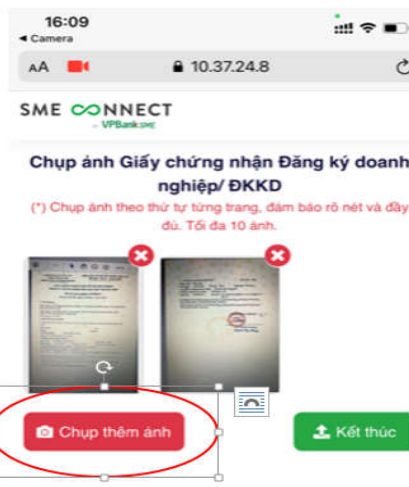 16:09
◄ Camera
AA 10.37.24.8
SME CONNECT
VPBank SME
Chụp ảnh Giấy chứng nhận Đăng ký doanh
nghiệp/ ĐKKD
(*) Chụp ảnh theo thứ tự từng trang, đảm bảo rõ nét và đầy
đủ. Tối đa 10 ảnh.
Chụp thêm ảnh
Kết thúc